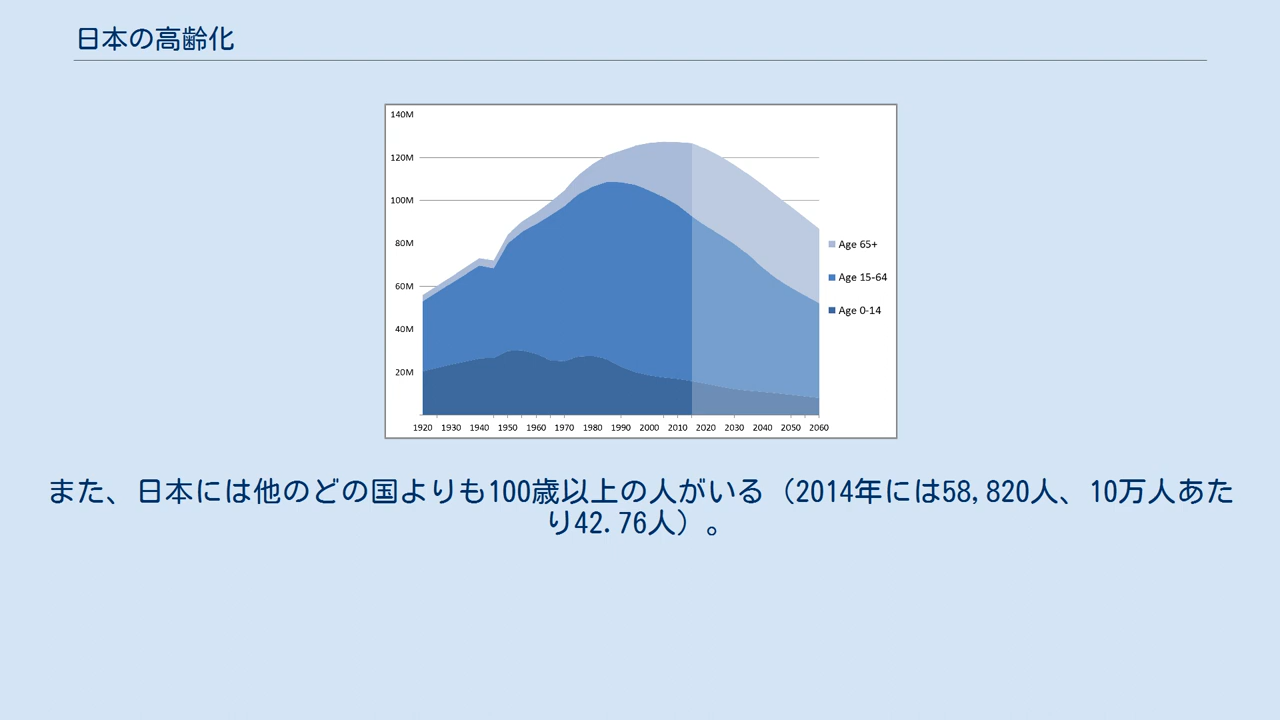 日本の高齢化
140M
120M
100M
80M
60M
40M
20M
1920 1930 1940 1950 1960 1970 1980 1990 2000 2010 2020 2030 2040 2050 2060
Age 65+
Age 15-64
Age 0-14
また、日本には他のどの国よりも100歳以上の人がいる（2014年には58,820人、10万人あた
り42.76人）。